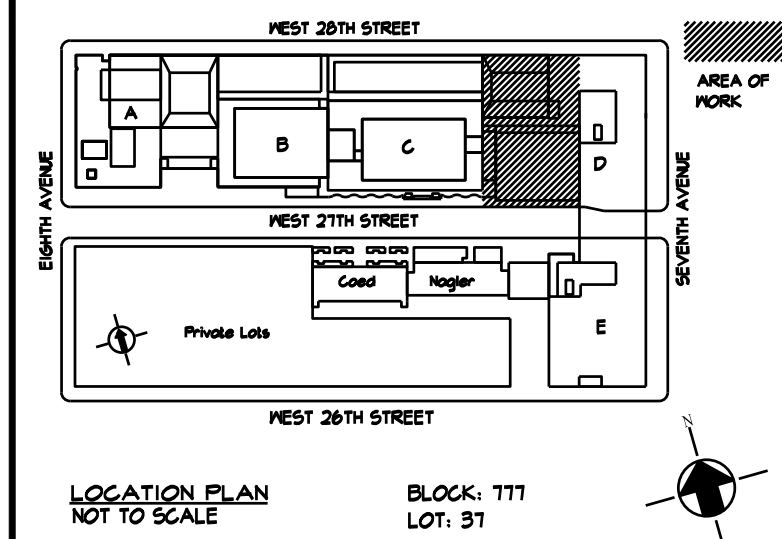 WEST 28TH STREET
AREA OF
WORK
A
B
C
D
EIGHTH AVENUE
SEVENTH AVENUE
WEST 27TH STREET
Coed
Nagler
E
Private Lots
WEST 26TH STREET
N
LOCATION PLAN
NOT TO SCALE
BLOCK: 777
LOT: 37